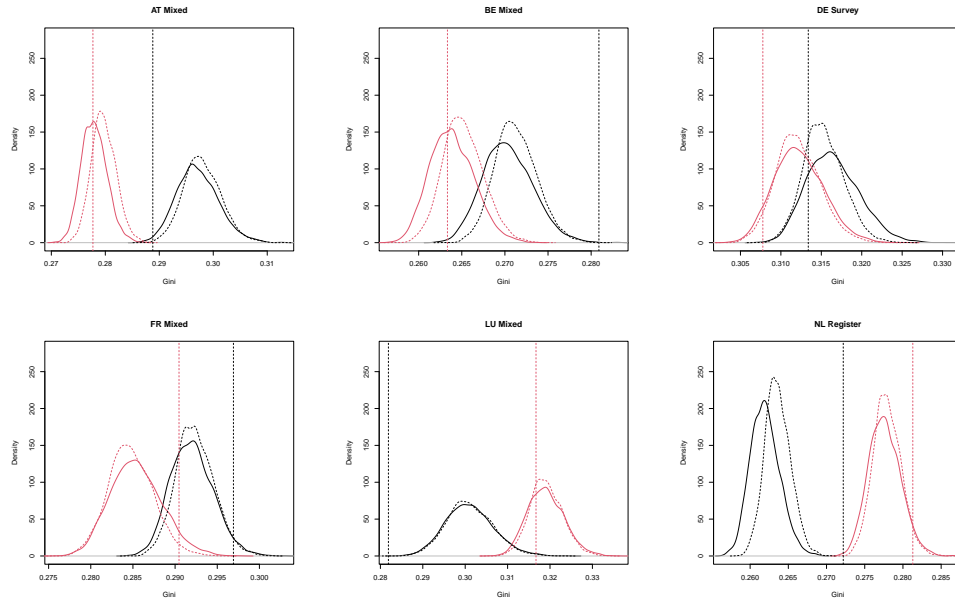 AT Mixed
Density
0 50 100 150 200 250
0.27 0.28 0.29 0.30 0.31
Gini
BE Mixed
Density
0 50 100 150 200 250
0.260 0.265 0.270 0.275 0.280
Gini
DE Survey
Density
0 50 100 150 200 250
0.305 0.310 0.315 0.320 0.325 0.330
Gini
FR Mixed
Density
0 50 100 150 200 250
0.275 0.280 0.285 0.290 0.295 0.300
Gini
LU Mixed
Density
0 50 100 150 200 250
0.28 0.29 0.30 0.31 0.32 0.33
Gini
NL Register
Density
0 50 100 150 200 250
0.260 0.265 0.270 0.275 0.280 0.285
Gini